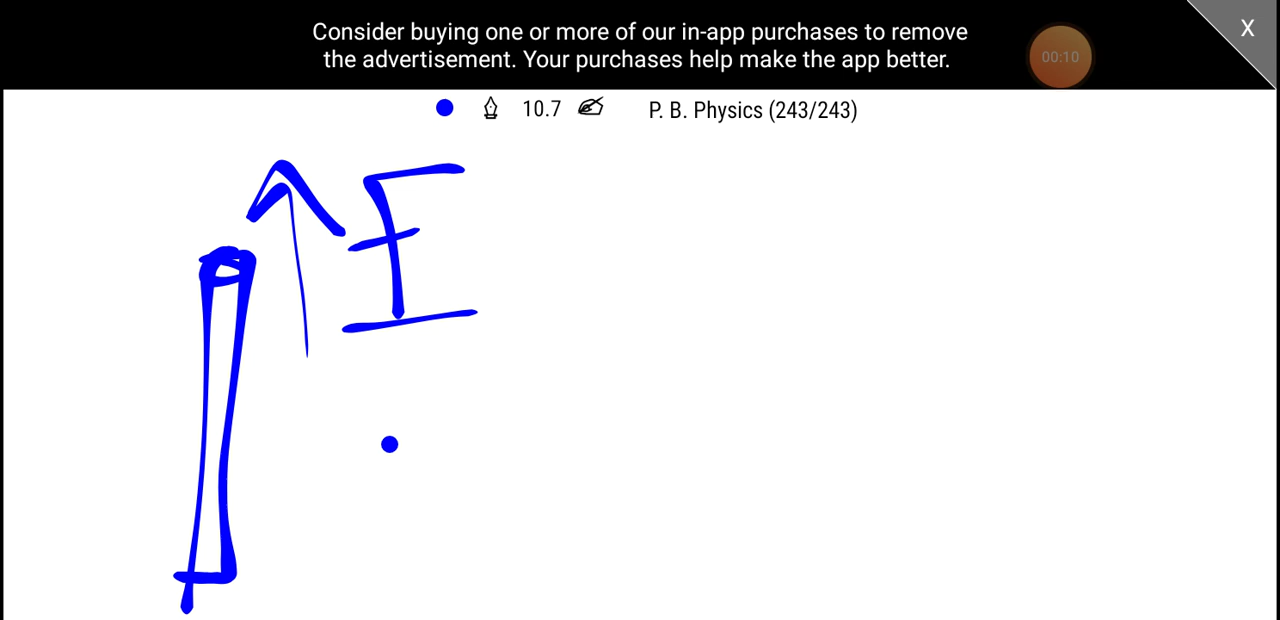 Consider buying one or more of our in-app purchases to remove
the advertisement. Your purchases help make the app better.
X
00:10
10.7 P. B. Physics (243/243)